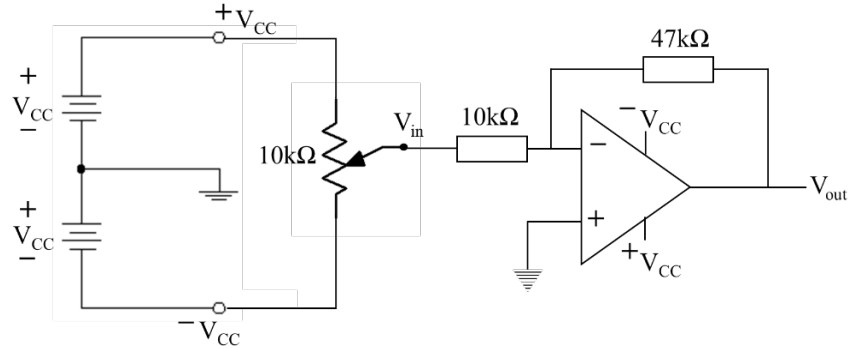 +VCC
+
VCC
−
+
VCC
−
−VCC
10kΩ
Vin
10kΩ
47kΩ
−VCC
−
+
+VCC
Vout